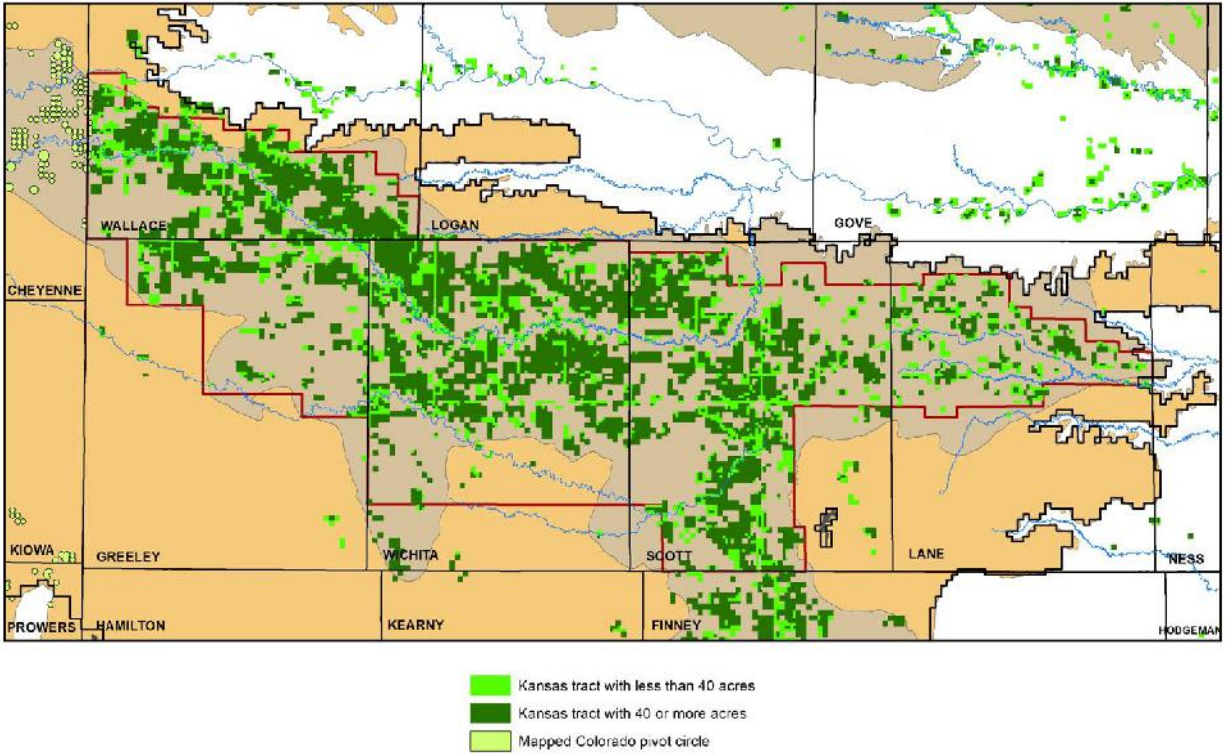 WALLACE
LOGAN
GOVE
CHEYENNE
KIOWA
GREELEY
WICHITA
SCOTT
LANE
NESS
PROWERS
HAMILTON
KEARNY
FINNEY
HODGEMAN
Kansas tract with less than 40 acres
Kansas tract with 40 or more acres
Mapped Colorado pivot circle